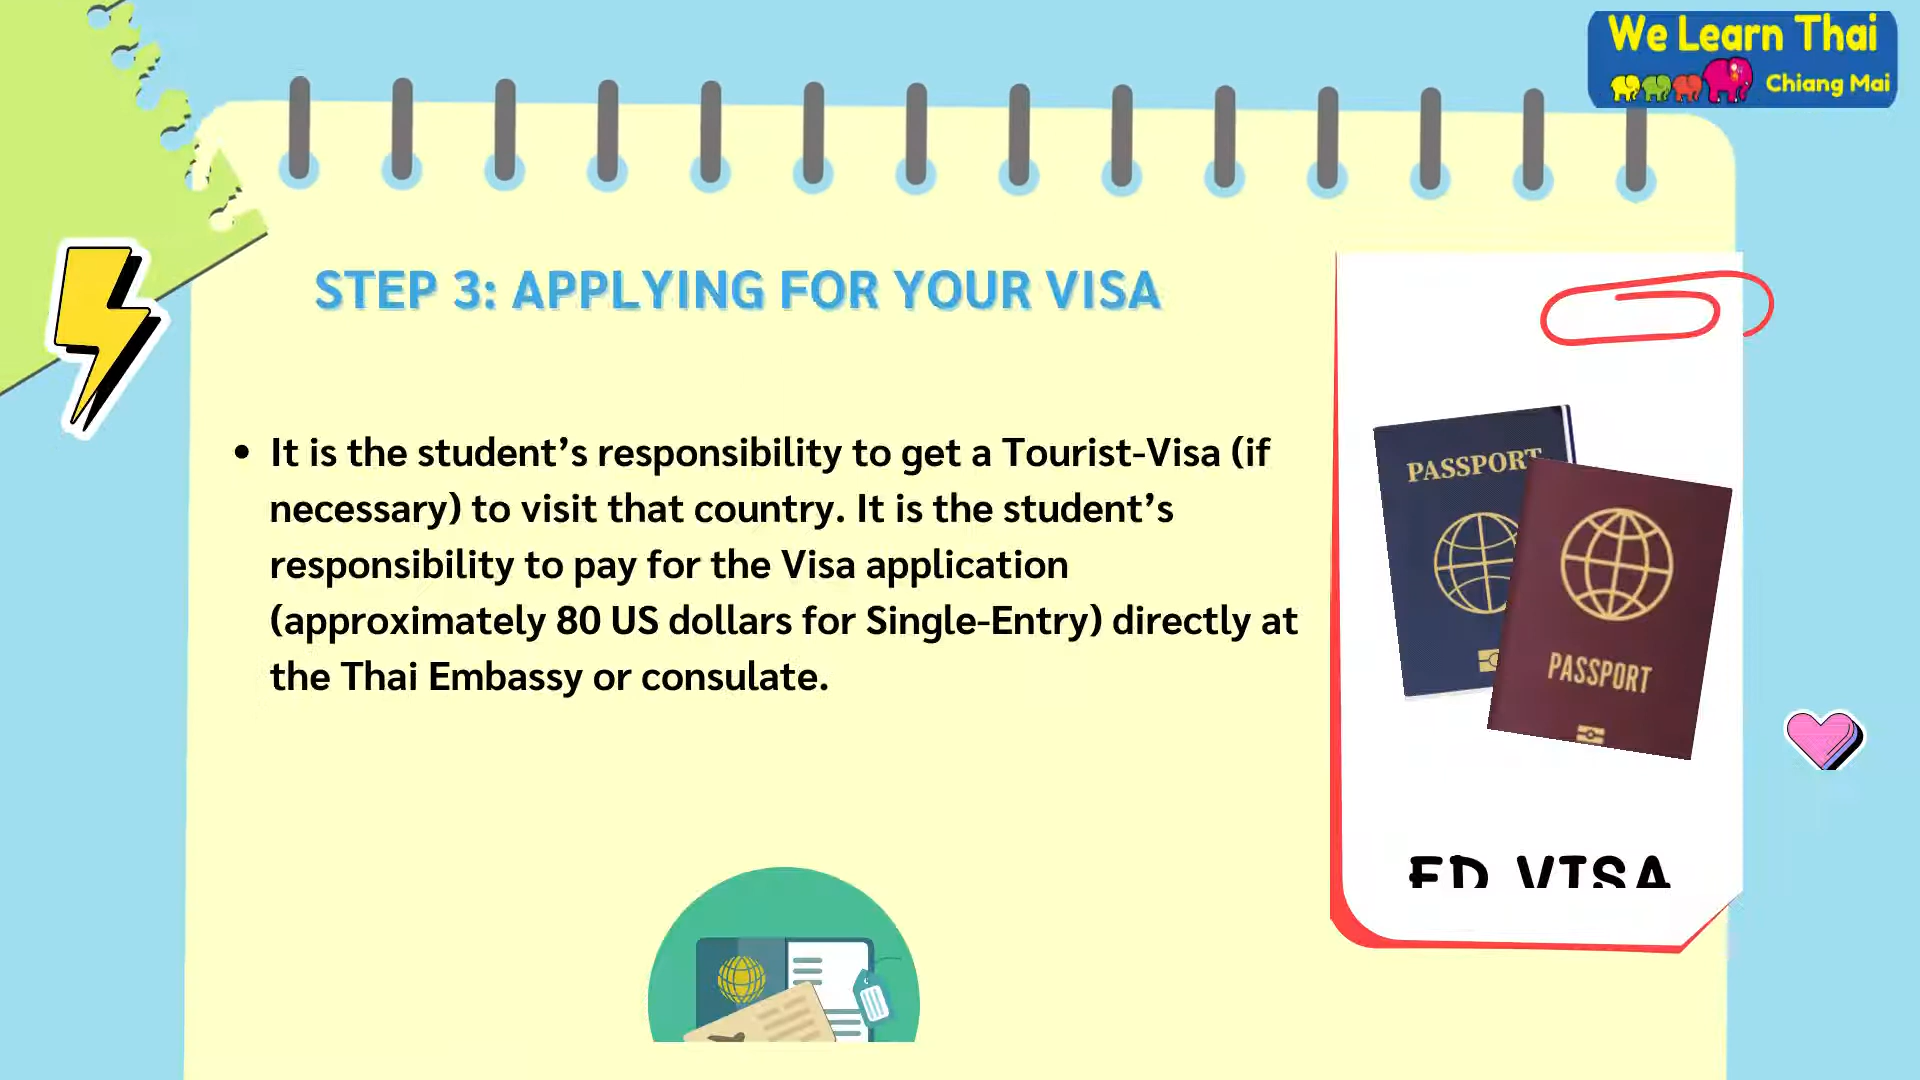 We Learn Thai
Chiang Mai
STEP 3: APPLYING FOR YOUR VISA
• It is the student’s responsibility to get a Tourist-Visa (if
necessary) to visit that country. It is the student’s
responsibility to pay for the Visa application
(approximately 80 US dollars for Single-Entry) directly at
the Thai Embassy or consulate.
PASSPORT
PASSPORT
ED VISA